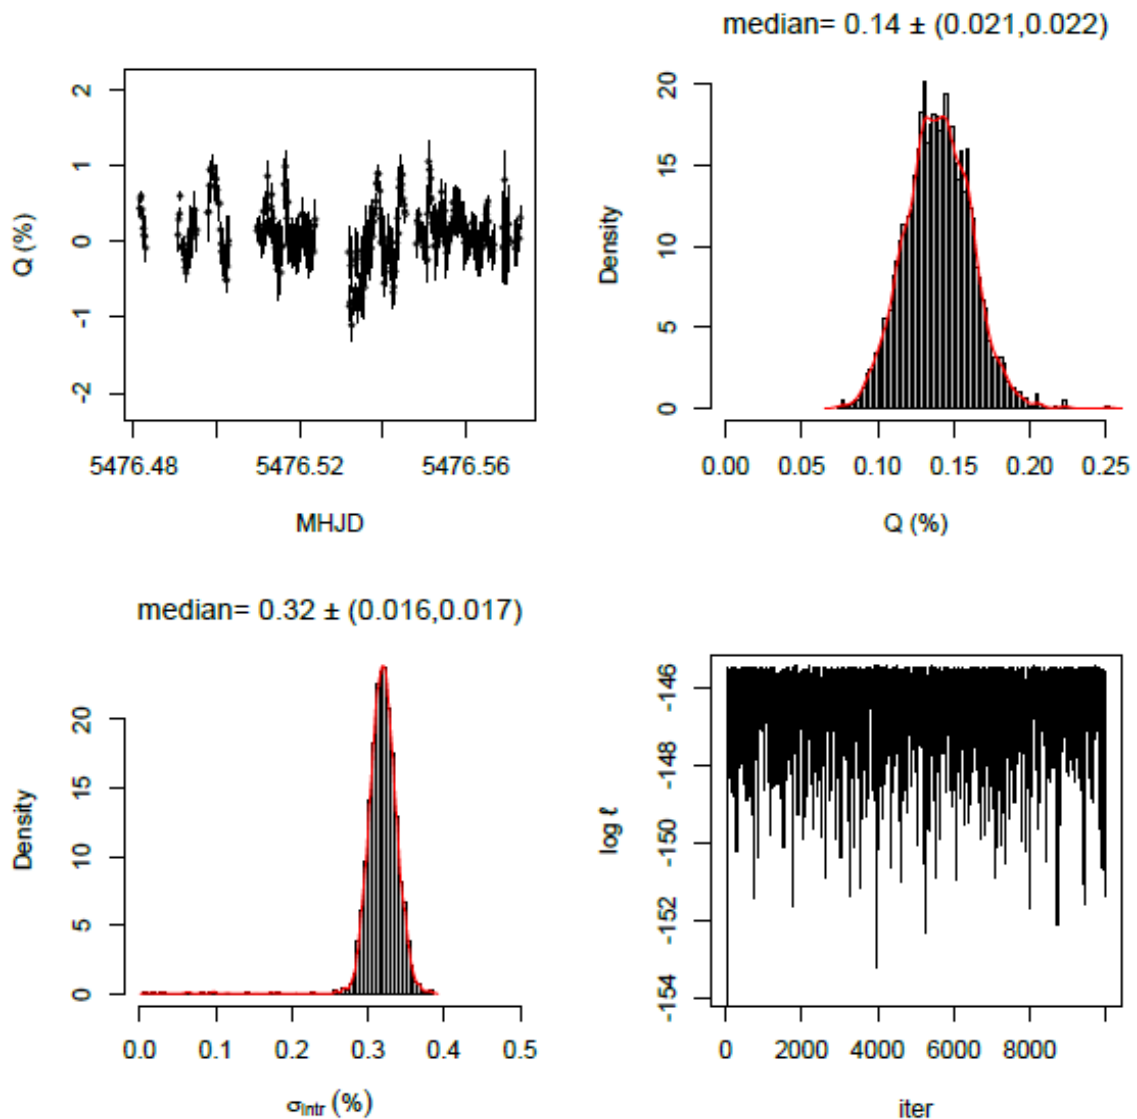 median= 0.14 ± (0.021,0.022)
2
1
0
-1
-2
Q (%)
5476.48
5476.52
5476.56
MHJD
20
15
10
5
0
Density
0.00 0.05 0.10 0.15 0.20 0.25
Q (%)
median= 0.32 ± (0.016,0.017)
20
15
10
5
0
Density
0.0 0.1 0.2 0.3 0.4 0.5
σIntr (%)
-146
-148
-150
-152
-154
log ℓ
0 2000 4000 6000 8000
iter